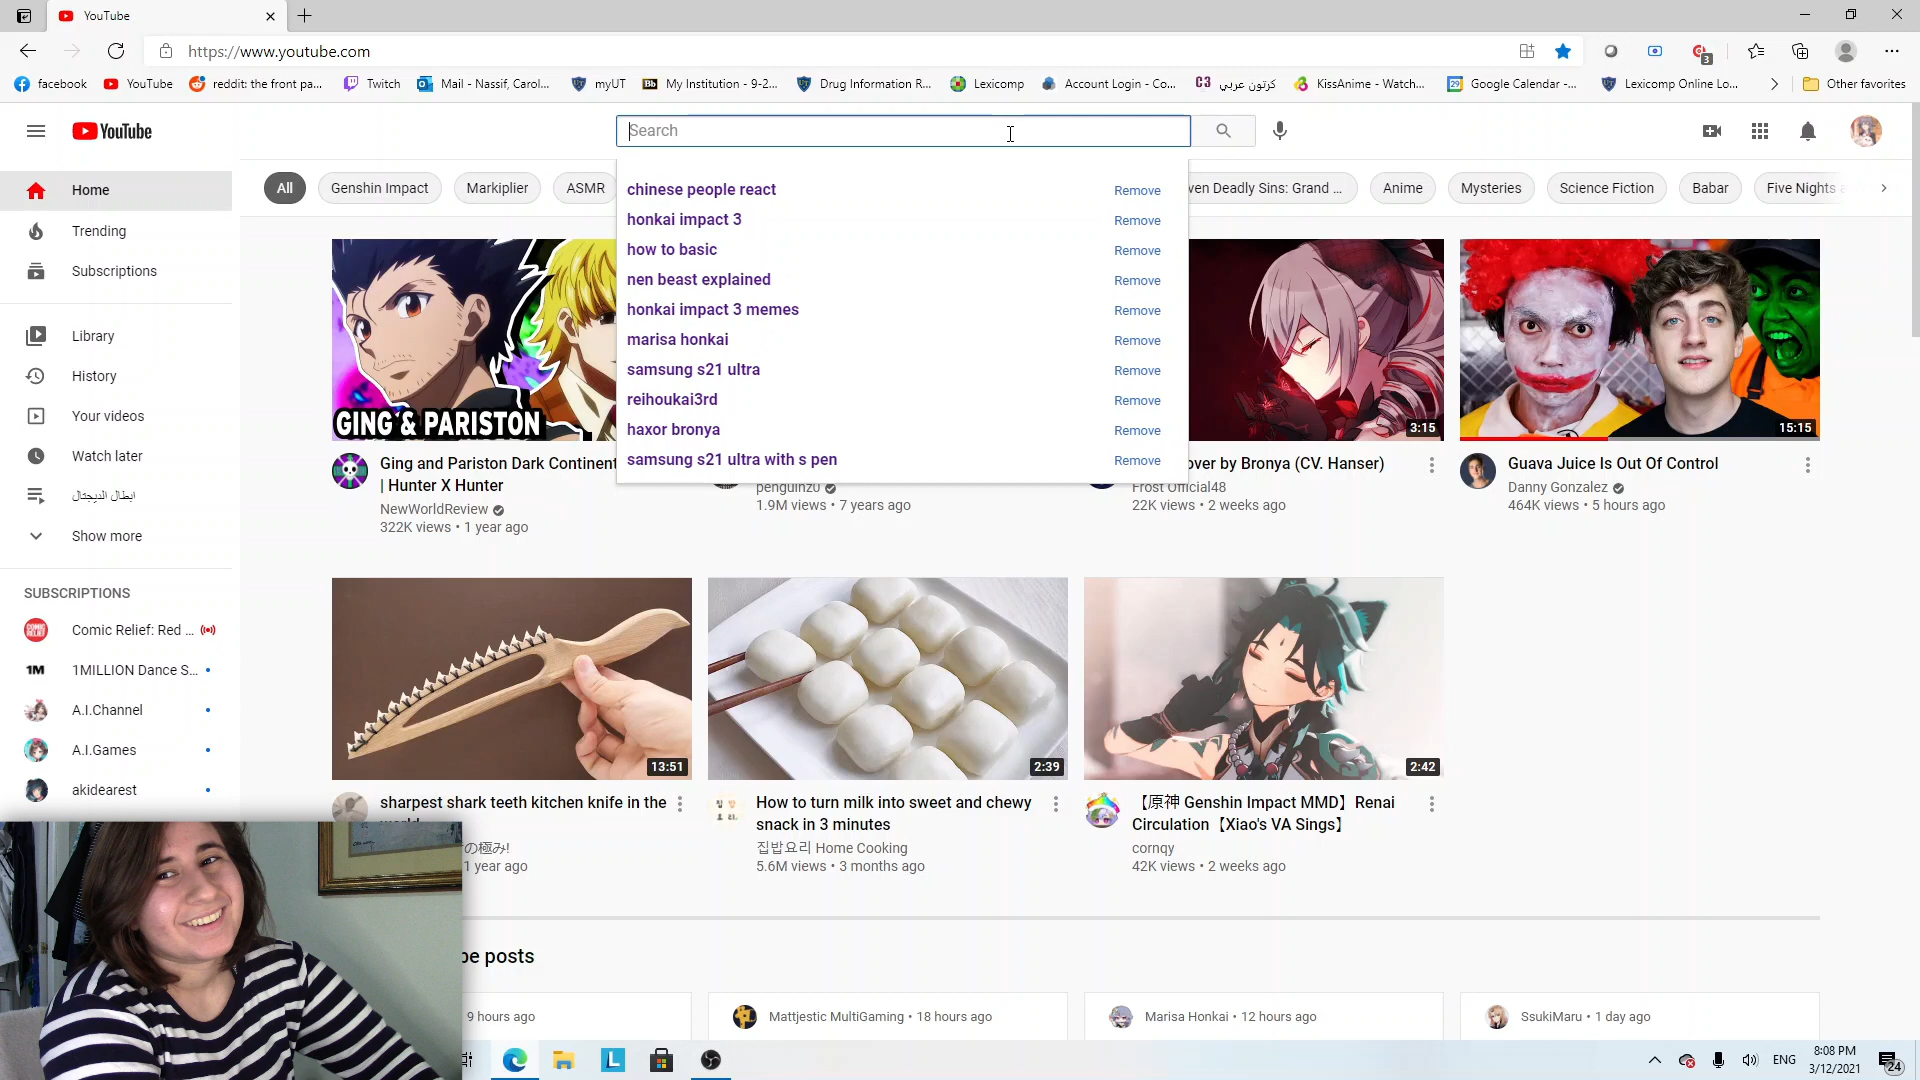 YouTube
https://www.youtube.com
3
facebook
YouTube
reddit: the front pa...
Twitch
Mail - Nassif, Carol...
myUT
Bb
My Institution - 9-2...
Drug Information R...
Lexicomp
Account Login - Co...
C3
كرتون عربي
KissAnime - Watch...
Google Calendar -...
Lexicomp Online Lo...
Other favorites
YouTube
Search
Home
Trending
Subscriptions
Library
History
Your videos
Watch later
ابطال الديجتال
Show more
SUBSCRIPTIONS
Comic Relief: Red ...
1M
1MILLION Dance S...
A.I.Channel
A.I.Games
akidearest
All
Genshin Impact
Markiplier
ASMR
ven Deadly Sins: Grand ...
Anime
Mysteries
Science Fiction
Babar
Five Nights a
chinese people react
Remove
honkai impact 3
Remove
how to basic
Remove
nen beast explained
Remove
honkai impact 3 memes
Remove
marisa honkai
Remove
samsung s21 ultra
Remove
reihoukai3rd
Remove
haxor bronya
Remove
samsung s21 ultra with s pen
Remove
GING & PARISTON
3:15
15:15
Ging and Pariston Dark Continent
| Hunter X Hunter
NewWorldReview
322K views • 1 year ago
penguinz0
1.9M views • 7 years ago
over by Bronya (CV. Hanser)
Frost Official48
22K views • 2 weeks ago
Guava Juice Is Out Of Control
Danny Gonzalez
464K views • 5 hours ago
13:51
2:39
2:42
sharpest shark teeth kitchen knife in the
の極み!
1 year ago
How to turn milk into sweet and chewy
snack in 3 minutes
집밥요리 Home Cooking
5.6M views • 3 months ago
【原神 Genshin Impact MMD】Renai
Circulation【Xiao's VA Sings】
cornqy
42K views • 2 weeks ago
be posts
9 hours ago
Mattjestic MultiGaming • 18 hours ago
Marisa Honkai • 12 hours ago
SsukiMaru • 1 day ago
L
ENG
8:08 PM
3/12/2021
24